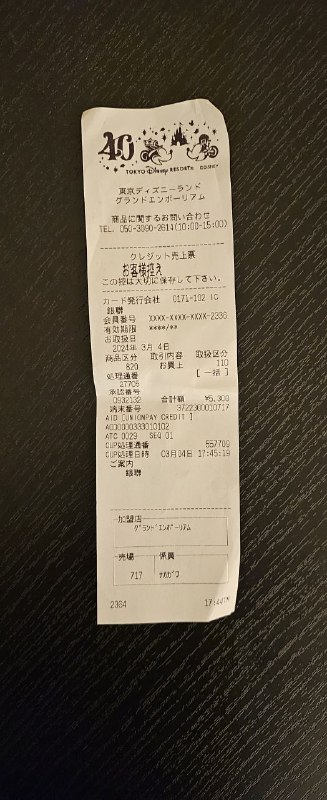 40
TOKYO Disney RESORT®
東京ディズニーランド
グランドエンポーリアム
商品に関するお問い合わせ
TEL. 050-3090-2614(10:00-15:00)
クレジット売上票
お客様控え
この控は大切に保存して下さい。
カード発行会社 0171-102 IC
銀聯
会員番号 XXXX-XXXX-XXXX-2336
有効期限 **** /**
お取扱日
2024年 3月 4日
商品区分 取引内容 取扱区分
820 お買上 110
処理通番 [ 一括 ]
27706
承認番号
0932132 合計額 ¥5,300
端末番号 3722300010717
AID [UNIONPAY CREDIT ]
A000000333010102
ATC 0029 SEQ 01
CUP処理通番 557709
CUP処理日時 03月04日 17:45:19
ご案内
銀聯
加盟店
グランドエンポーリアム
売場 係員
717
2364